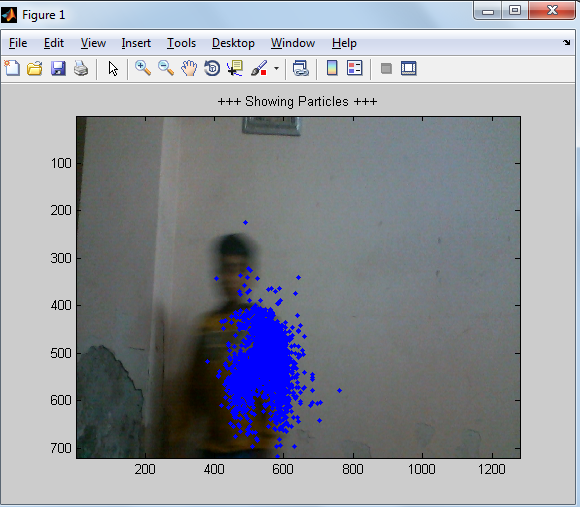 Figure 1
File Edit View Insert Tools Desktop Window Help
+++ Showing Particles +++
100
200
300
400
500
600
700
200 400 600 800 1000 1200